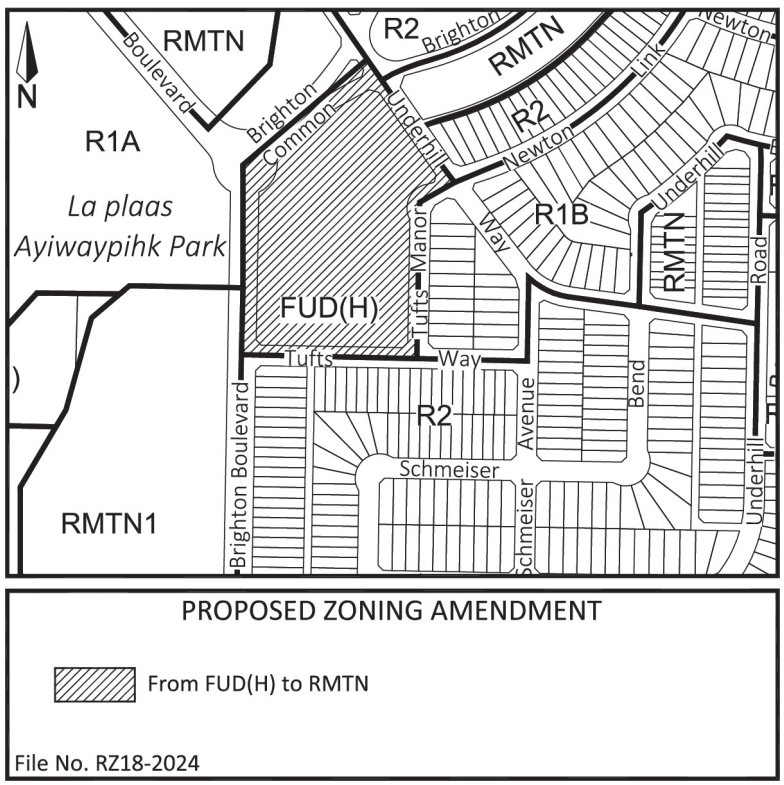 R2
Brighton
Newton
RMTN
Boulevard
RMTN
Link
N
Brighton
Common
Underhill
R2
Newton
R1A
Underhill
La plaas
Ayiwaypihk Park
Way
R1B
RMTN
Manor
Road
FUD(H)
Tufts
Tufts
Way
)
Bend
Avenue
R2
Brighton Boulevard
Schmeiser
Underhill
RMTN1
Schmeiser
PROPOSED ZONING AMENDMENT
From FUD(H) to RMTN
File No. RZ18-2024